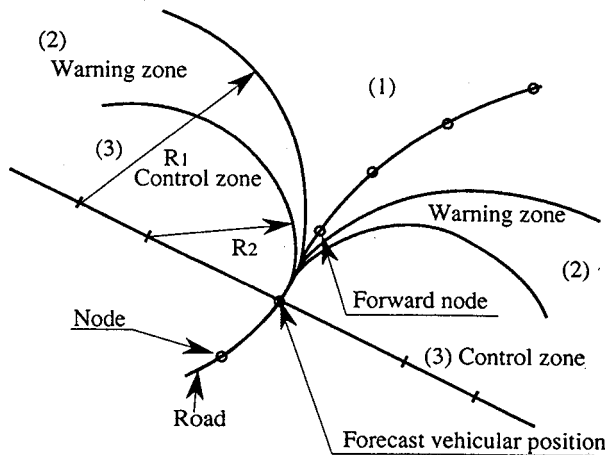 (2)
Warning zone
(1)
(3)
R1
Control zone
Warning zone
R2
(2)
Forward node
Node
(3) Control zone
Road
Forecast vehicular position